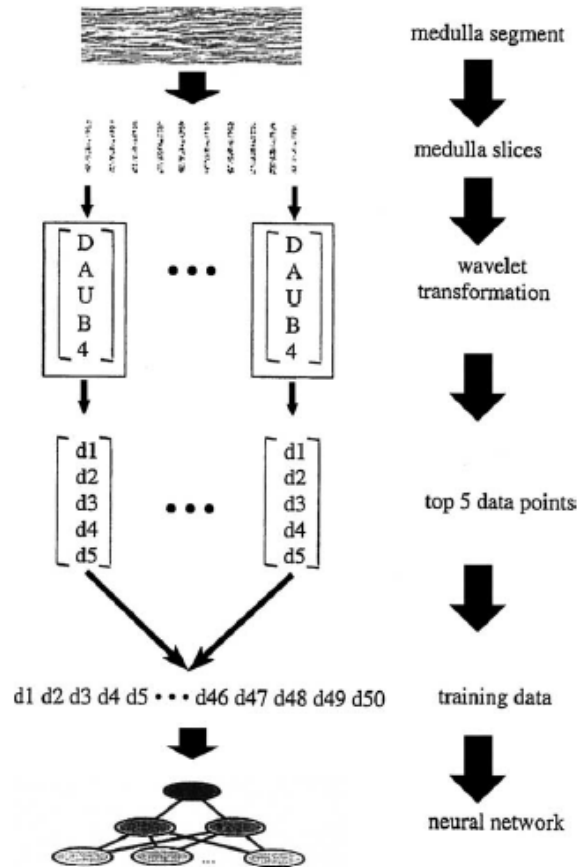 medulla segment
medulla slices
D
A
U
B
4
•••
D
A
U
B
4
wavelet
transformation
d1
d2
d3
d4
d5
•••
d1
d2
d3
d4
d5
top 5 data points
d1 d2 d3 d4 d5 ••• d46 d47 d48 d49 d50
training data
...
neural network